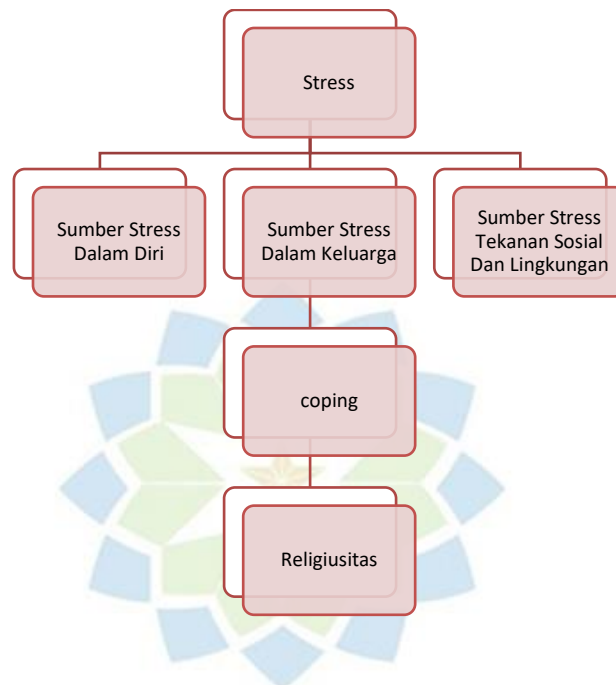 Stress
Sumber Stress
Dalam Diri
Sumber Stress
Dalam Keluarga
Sumber Stress
Tekanan Sosial
Dan Lingkungan
coping
Religiusitas